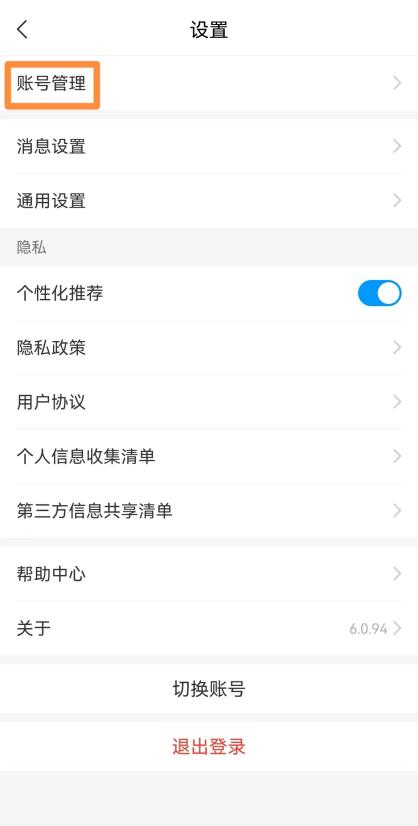 设置
账号管理
消息设置
通用设置
隐私
个性化推荐
隐私政策
用户协议
个人信息收集清单
第三方信息共享清单
帮助中心
关于 6.0.94
切换账号
退出登录